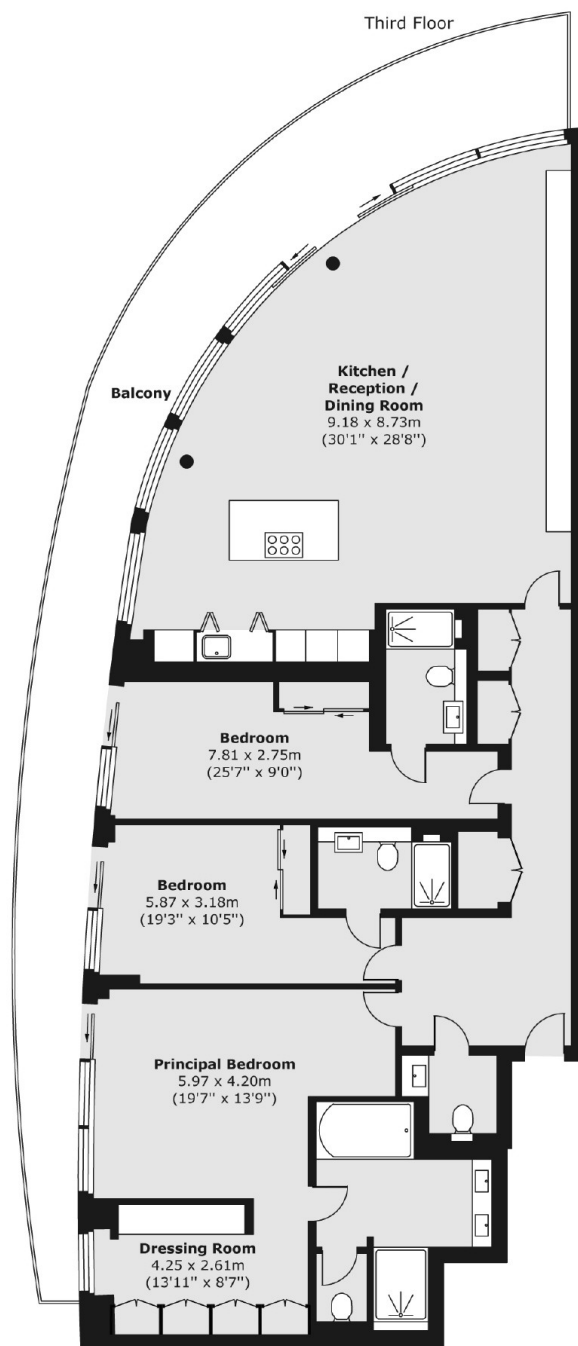 Third Floor
Balcony
Kitchen /
Reception /
Dining Room
9.18 x 8.73m
(30'1" x 28'8")
Bedroom
7.81 x 2.75m
(25'7" x 9'0")
Bedroom
5.87 x 3.18m
(19'3" x 10'5")
Principal Bedroom
5.97 x 4.20m
(19'7" x 13'9")
Dressing Room
4.25 x 2.61m
(13'11" x 8'7")